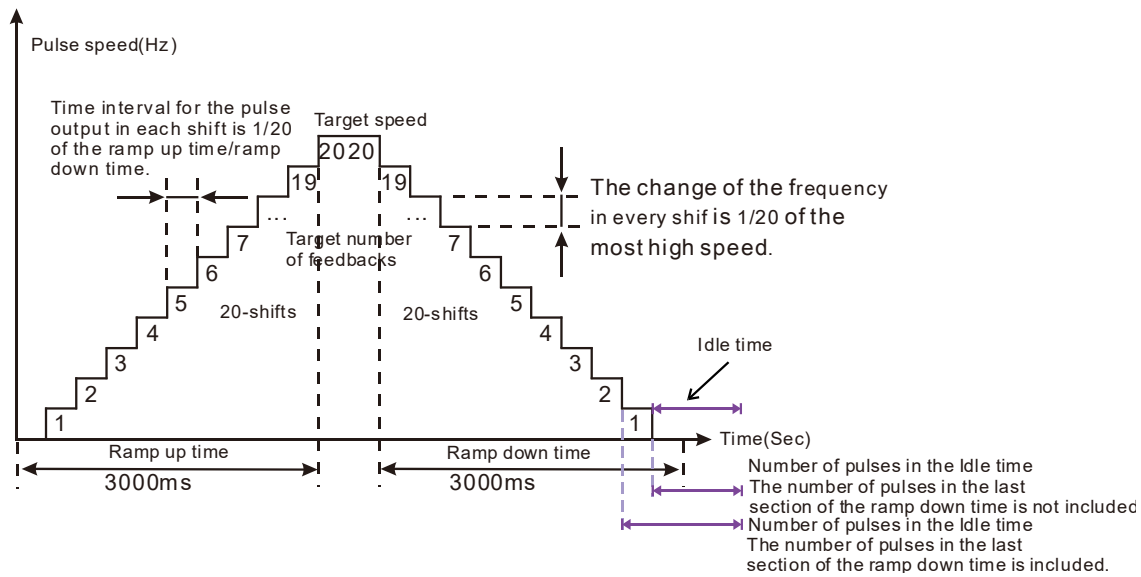 Pulse speed(Hz)
Time interval for the pulse
output in each shift is 1/20
of the ramp up time/ramp
down time.
Target speed
20 20
19
19
...
...
The change of the frequency
in every shif is 1/20 of the
most high speed.
7
7
Target number
of feedbacks
6
6
5
5
20-shifts
20-shifts
4
4
3
3
Idle time
2
2
1
1
Time(Sec)
Ramp up time
Ramp down time
3000ms
3000ms
Number of pulses in the Idle time
The number of pulses in the last
section of the ramp down time is not included
Number of pulses in the Idle time
The number of pulses in the last
section of the ramp down time is included.